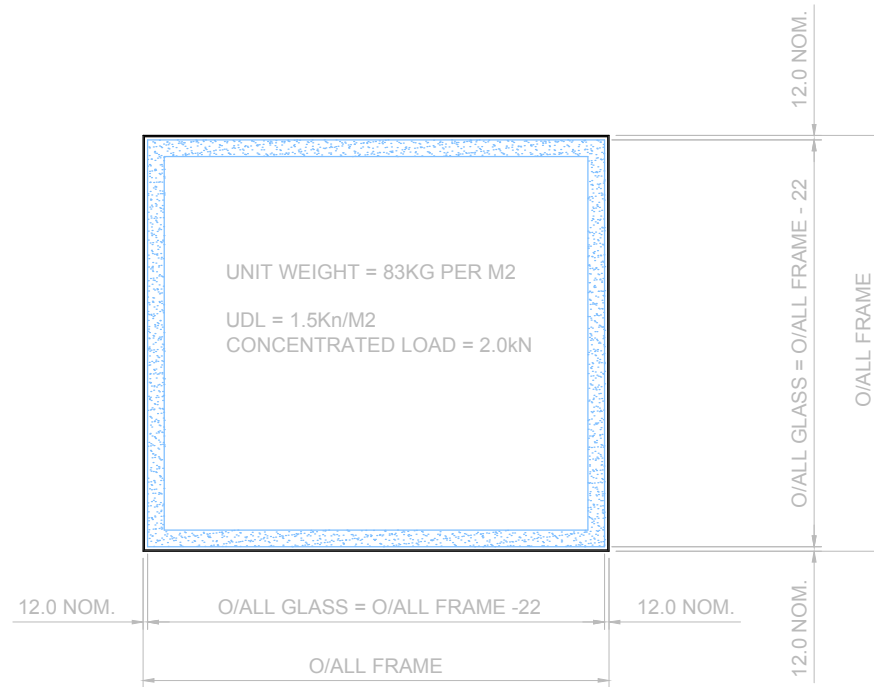 12.0 NOM.
UNIT WEIGHT = 83KG PER M2
UDL = 1.5Kn/M2
CONCENTRATED LOAD = 2.0kN
O/ALL GLASS = O/ALL FRAME - 22
O/ALL FRAME
12.0 NOM.
O/ALL GLASS = O/ALL FRAME -22
12.0 NOM.
12.0 NOM.
O/ALL FRAME